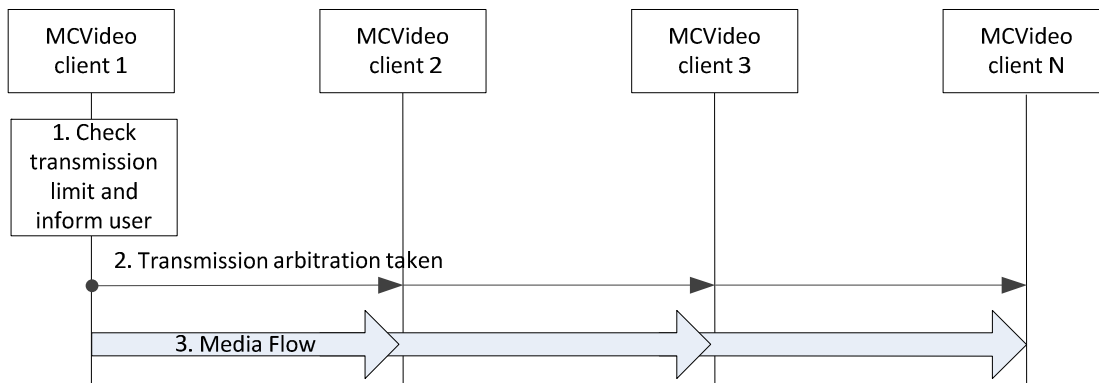 MCVideo
client 1
MCVideo
client 2
MCVideo
client 3
MCVideo
client N
1. Check
transmission
limit and
inform user
2. Transmission arbitration taken
3. Media Flow